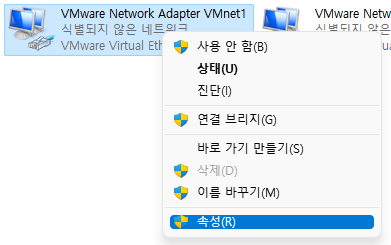 VMware Network Adapter VMnet1
식별되지 않은 네트워크
VMware Virtual Eth
VMware Netwo
사용 안 함(B)
상태(U)
진단(I)
연결 브리지(G)
바로 가기 만들기(S)
삭제(D)
이름 바꾸기(M)
속성(R)